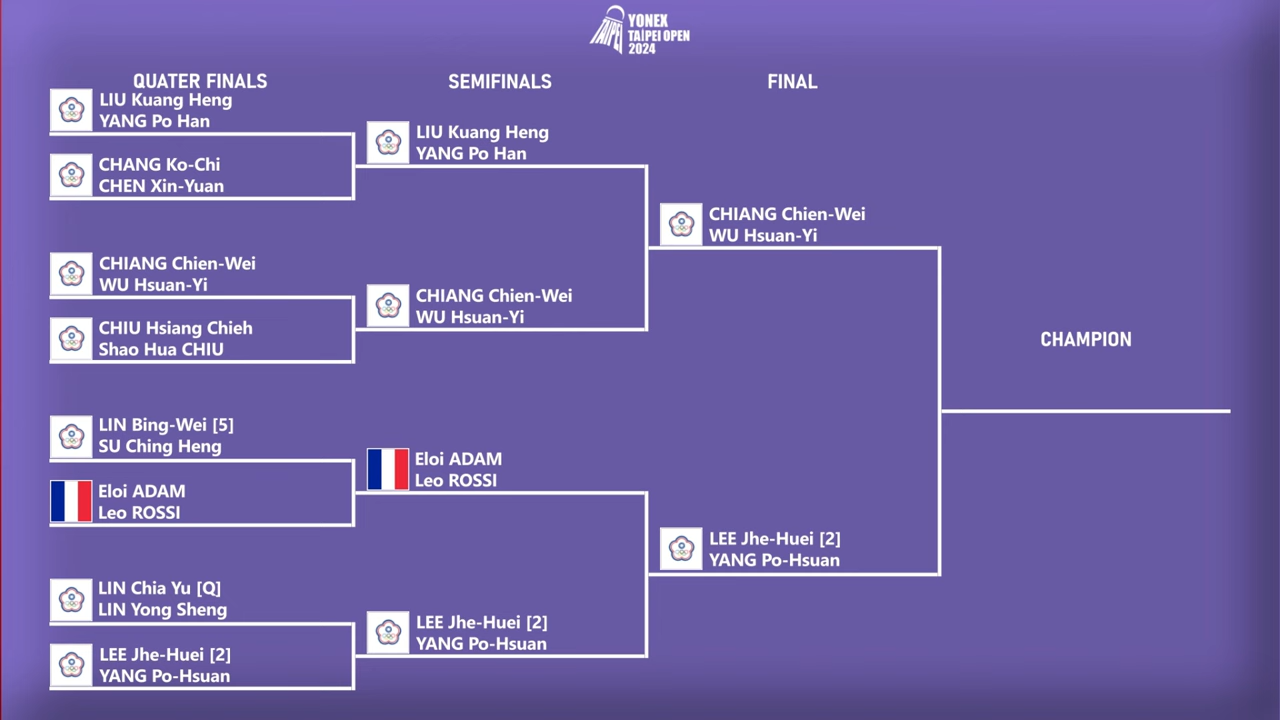 YONEX
TAIPEI OPEN
2024
TAIPEI
QUATER FINALS
LIU Kuang Heng
YANG Po Han
CHANG Ko-Chi
CHEN Xin-Yuan
CHIANG Chien-Wei
WU Hsuan-Yi
CHIU Hsiang Chieh
Shao Hua CHIU
LIN Bing-Wei [5]
SU Ching Heng
Eloi ADAM
Leo ROSSI
LIN Chia Yu [Q]
LIN Yong Sheng
LEE Jhe-Huei [2]
YANG Po-Hsuan
SEMIFINALS
LIU Kuang Heng
YANG Po Han
CHIANG Chien-Wei
WU Hsuan-Yi
Eloi ADAM
Leo ROSSI
LEE Jhe-Huei [2]
YANG Po-Hsuan
FINAL
CHIANG Chien-Wei
WU Hsuan-Yi
LEE Jhe-Huei [2]
YANG Po-Hsuan
CHAMPION